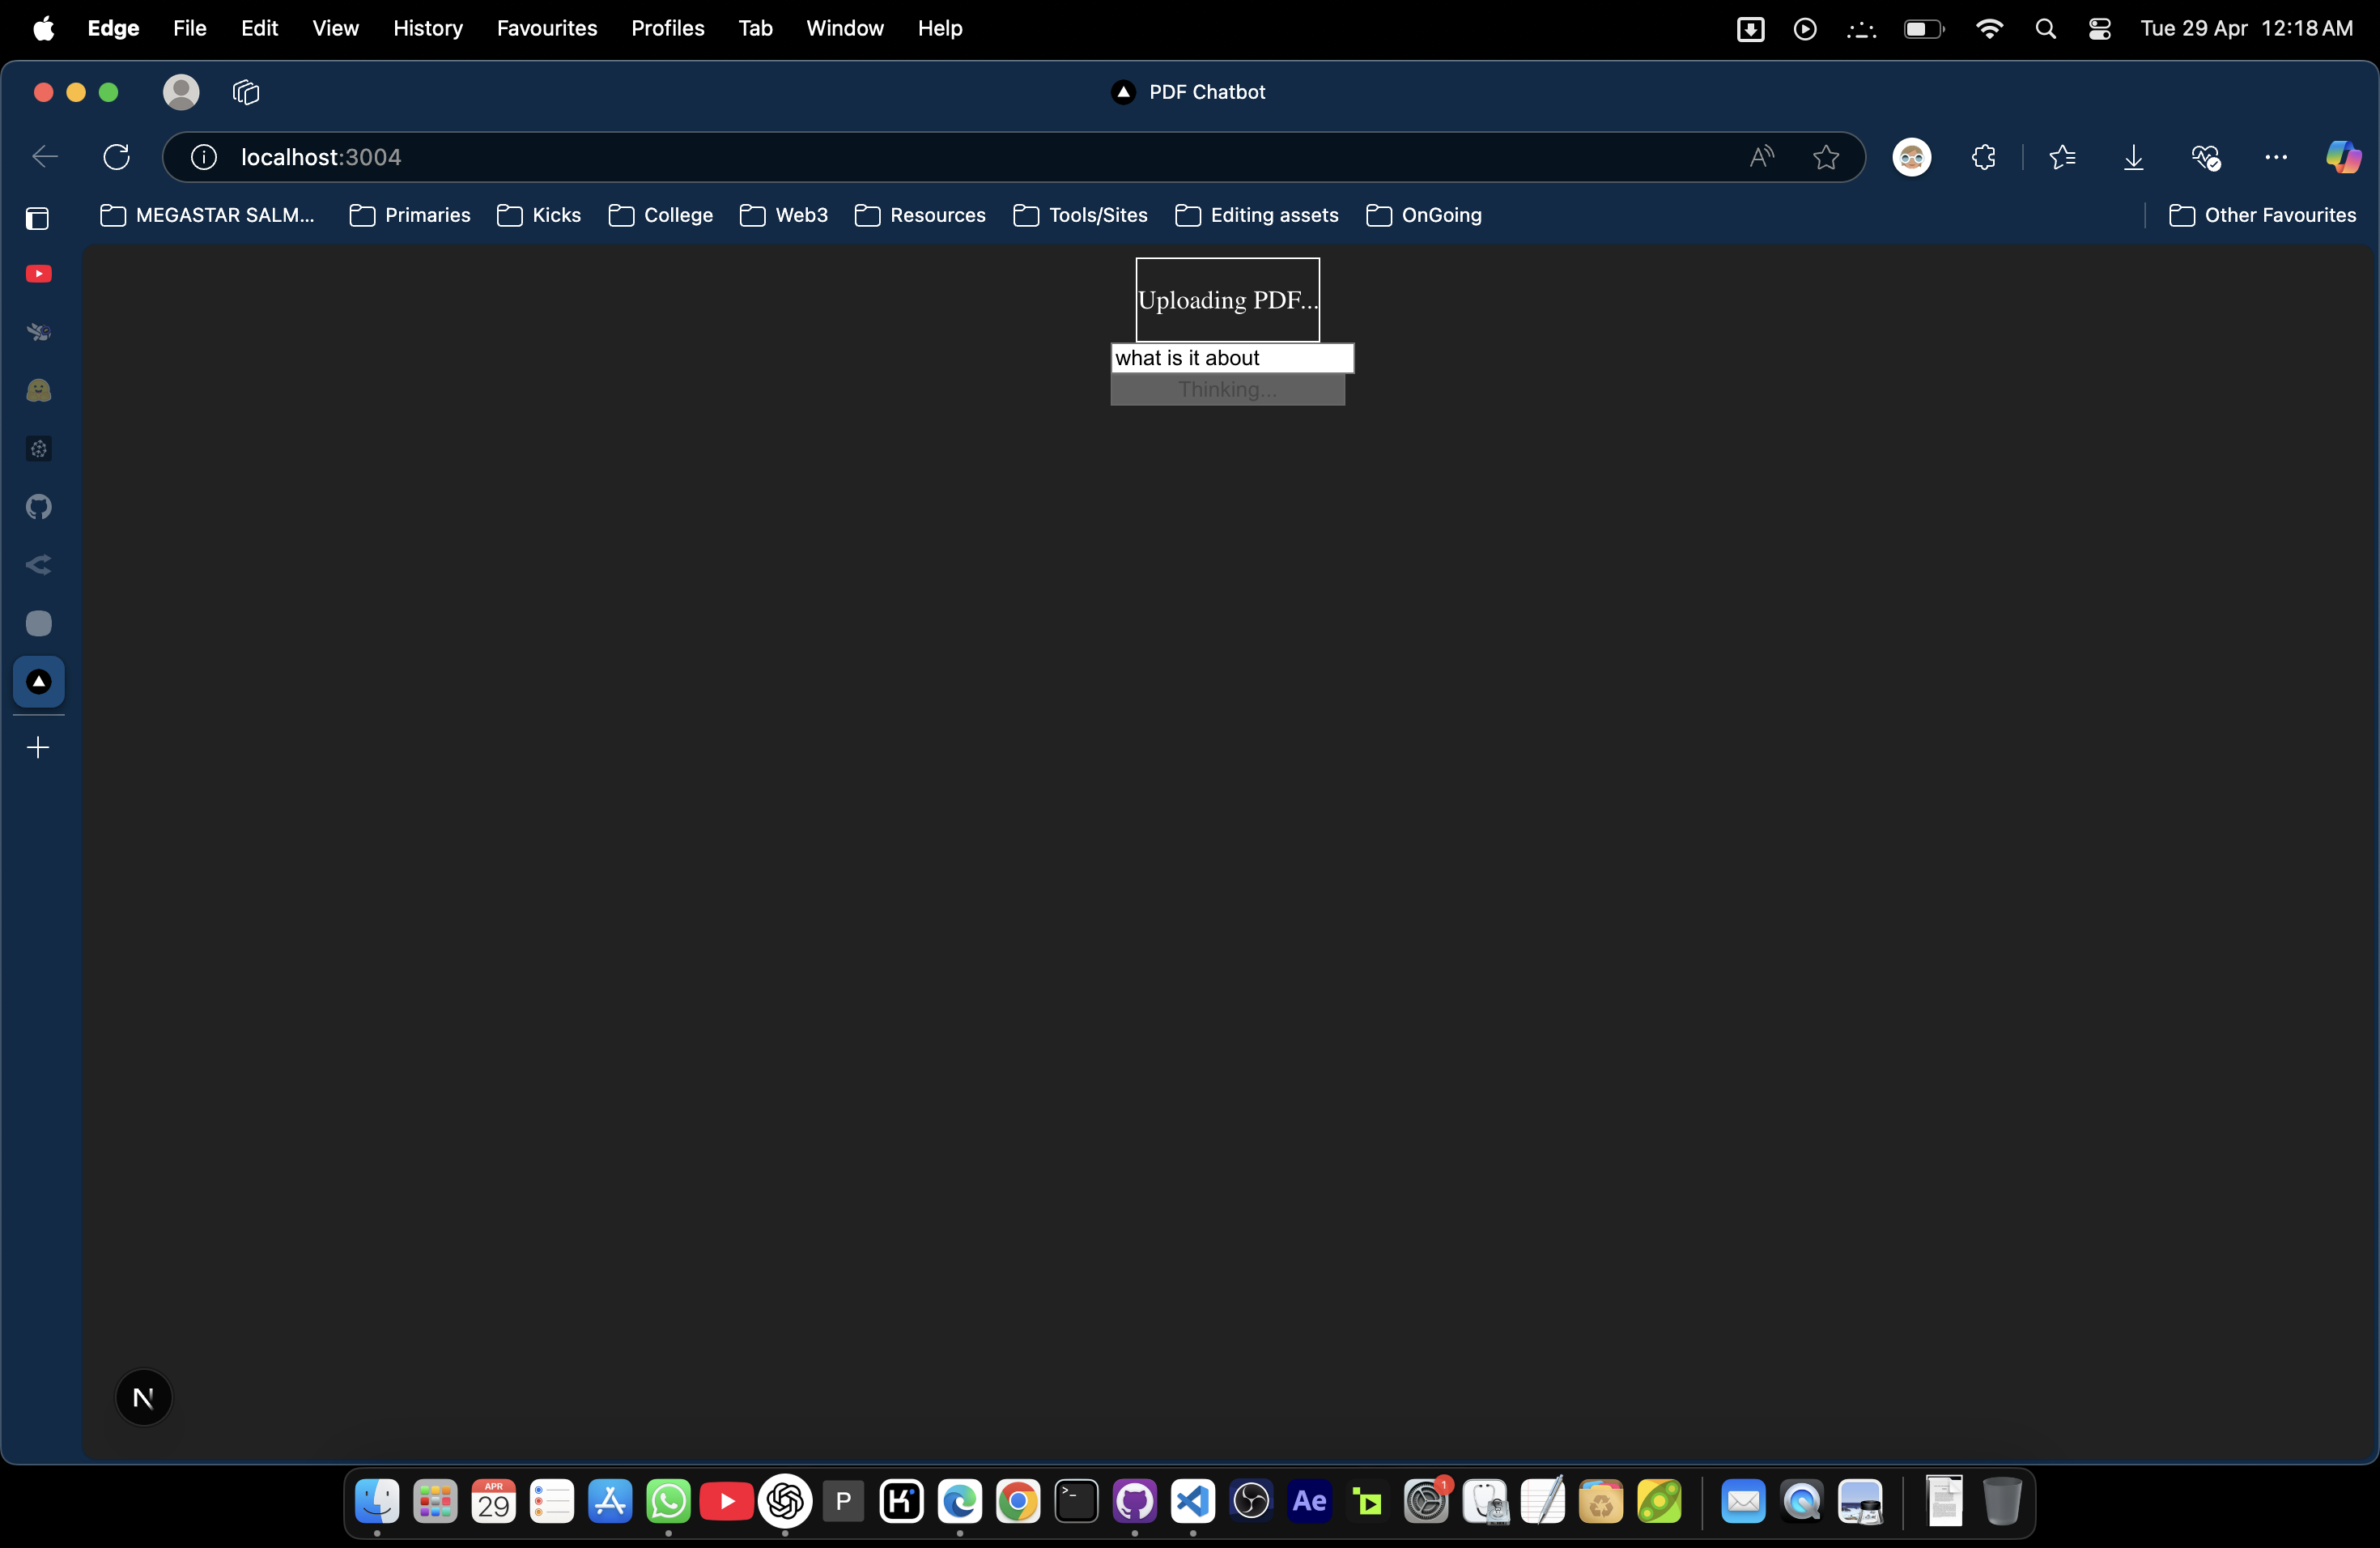 Edge File Edit View History Favourites Profiles Tab Window Help Tue 29 Apr 12:18 AM
PDF Chatbot
localhost:3004
MEGASTAR SALM... Primaries Kicks College Web3 Resources Tools/Sites Editing assets OnGoing Other Favourites
Uploading PDF...
what is it about
Thinking...
N
APR
29
P
K
>_
Ae
1